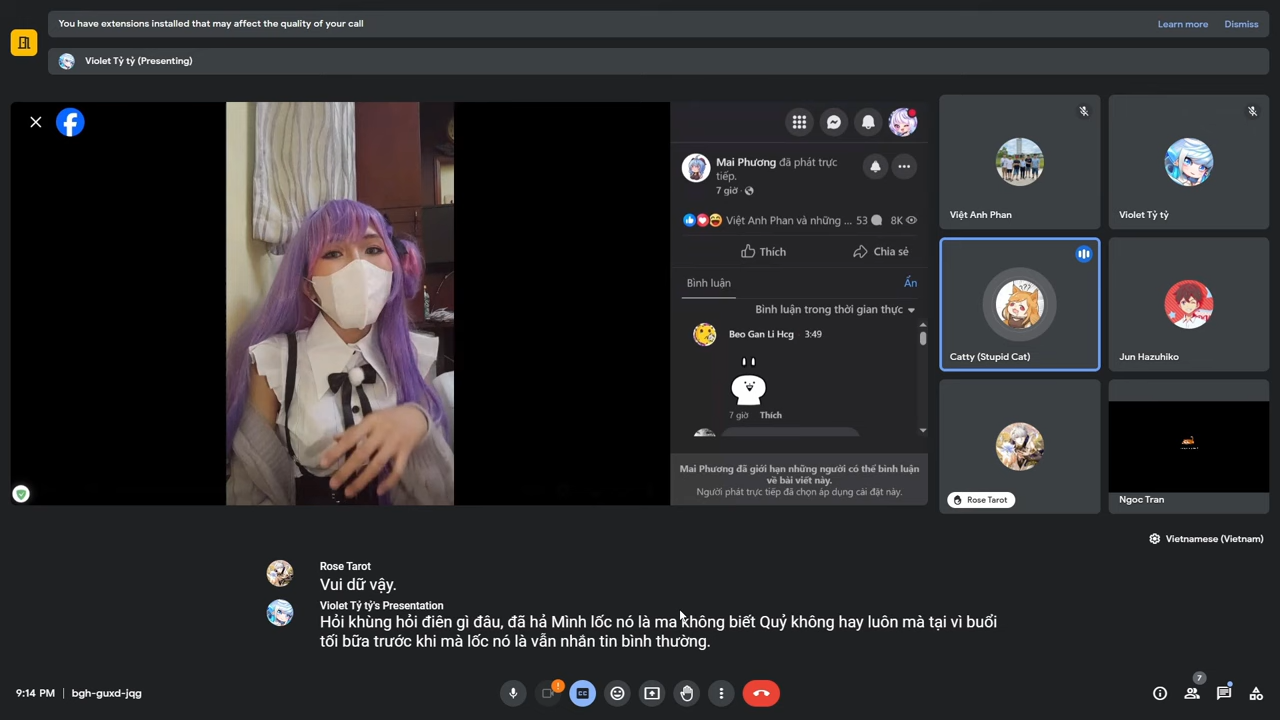 You have extensions installed that may affect the quality of your call
Learn more
Dismiss
Violet Tỷ tỷ (Presenting)
Mai Phương đã phát trực
tiếp.
7 giờ
Việt Anh Phan và những ... 53
8K
Thích
Chia sẻ
Bình luận
Ẩn
Bình luận trong thời gian thực
Beo Gan Li Hcg 3:49
7 giờ Thích
Mai Phương đã giới hạn những người có thể bình luận
về bài viết này.
Người phát trực tiếp đã chọn áp dụng cài đặt này.
Việt Anh Phan
Violet Tỷ tỷ
Catty (Stupid Cat)
Jun Hazuhiko
Rose Tarot
Ngoc Tran
Vietnamese (Vietnam)
Rose Tarot
Vui dữ vậy.
Violet Tỷ tỷ's Presentation
Hỏi khùng hỏi điên gì đâu, đã hả Mình lốc nó là ma không biết Quỷ không hay luôn mà tại vì buổi
tối bữa trước khi mà lốc nó là vẫn nhắn tin bình thường.
9:14 PM
bgh-guxd-jqg
CC
7